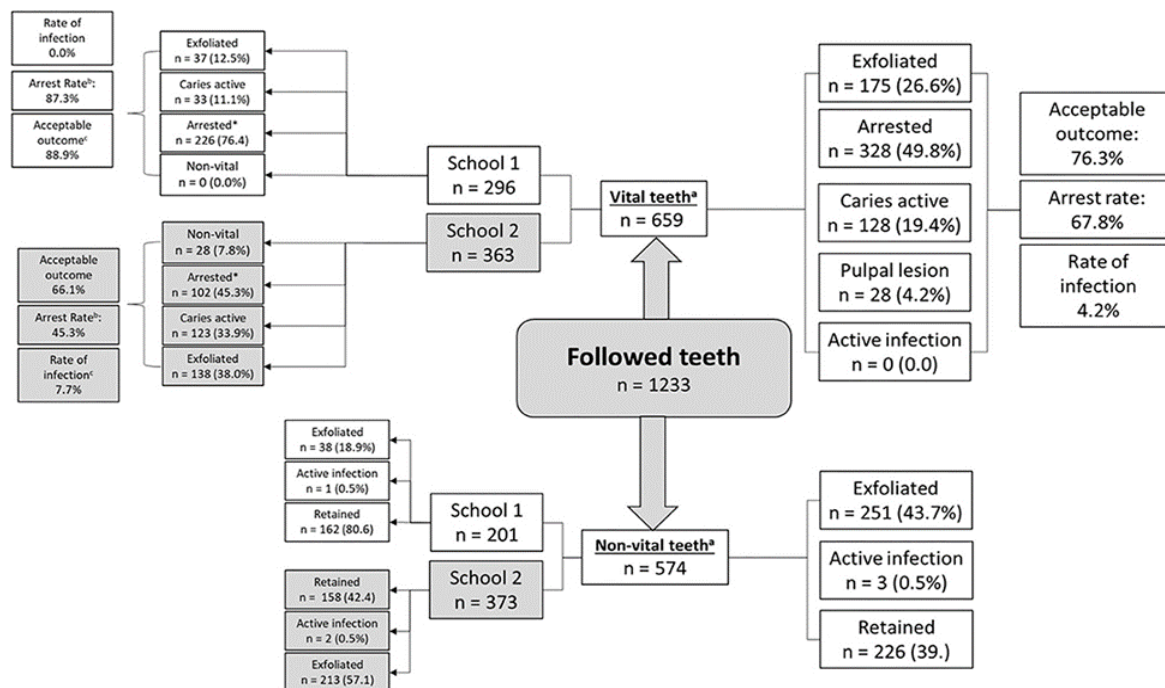 Rate of
infection
0.0%
Arrest Rateᵇ:
87.3%
Acceptable
outcomeᶜ
88.9%
Exfoliated
n = 37 (12.5%)
Caries active
n = 33 (11.1%)
Arrested*
n = 226 (76.4)
Non-vital
n = 0 (0.0%)
School 1
n = 296
School 2
n = 363
Acceptable
outcome
66.1%
Arrest Rateᵇ:
45.3%
Rate of
infectionᶜ
7.7%
Non-vital
n = 28 (7.8%)
Arrested*
n = 102 (45.3%)
Caries active
n = 123 (33.9%)
Exfoliated
n = 138 (38.0%)
Vital teethᵃ
n = 659
Exfoliated
n = 175 (26.6%)
Arrested
n = 328 (49.8%)
Caries active
n = 128 (19.4%)
Pulpal lesion
n = 28 (4.2%)
Active infection
n = 0 (0.0)
Acceptable
outcome:
76.3%
Arrest rate:
67.8%
Rate of
infection
4.2%
Followed teeth
n = 1233
Exfoliated
n = 38 (18.9%)
Active infection
n = 1 (0.5%)
Retained
n = 162 (80.6)
School 1
n = 201
School 2
n = 373
Retained
n = 158 (42.4)
Active infection
n = 2 (0.5%)
Exfoliated
n = 213 (57.1)
Non-vital teethᵃ
n = 574
Exfoliated
n = 251 (43.7%)
Active infection
n = 3 (0.5%)
Retained
n = 226 (39.)